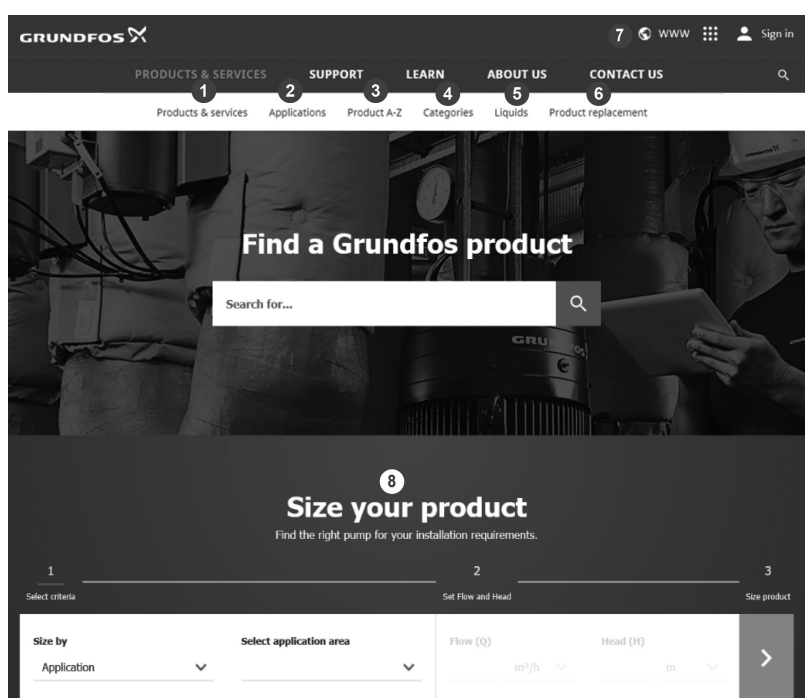 GRUNDFOS
7 WWW Sign in
PRODUCTS & SERVICES SUPPORT LEARN ABOUT US CONTACT US
1 2 3 4 5 6
Products & services Applications Product A-Z Categories Liquids Product replacement
GRUNDFOS
Find a Grundfos product
Search for...
GRUNDFOS
8
Size your product
Find the right pump for your installation requirements.
1 2 3
Select criteria Set Flow and Head Size product
Size by Select application area Flow (Q) Head (H)
Application m³/h m